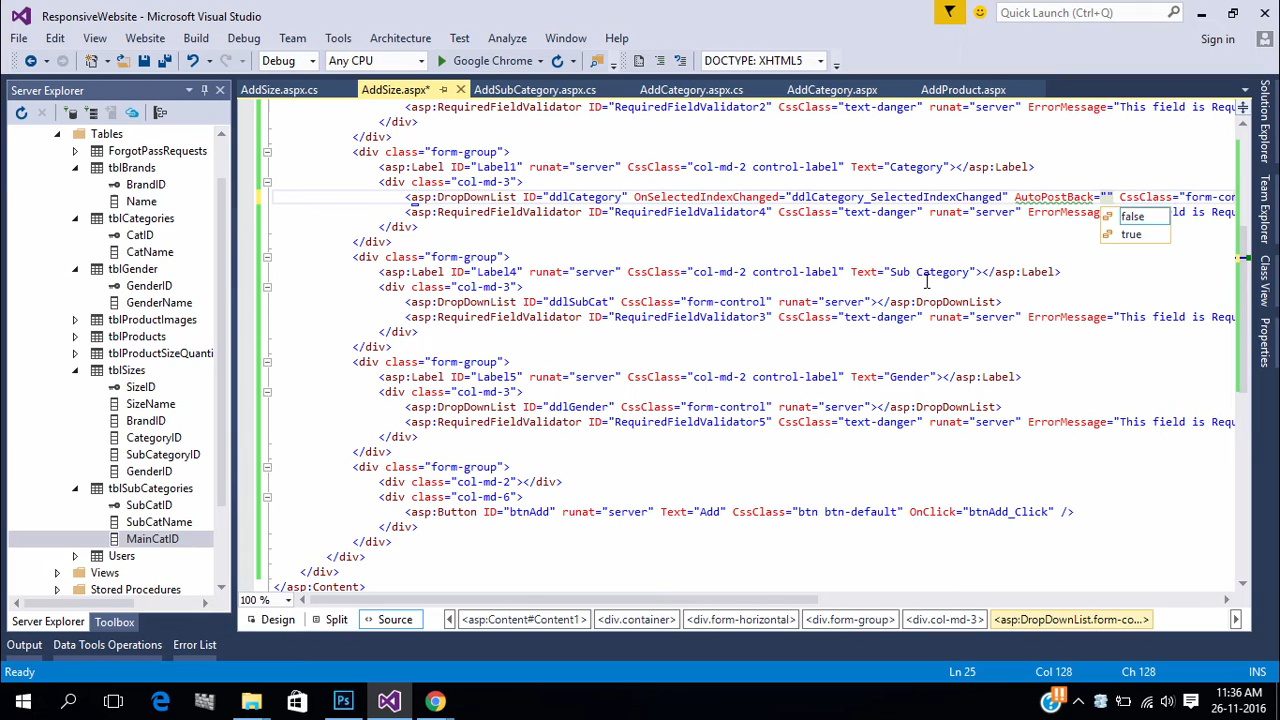 ResponsiveWebsite - Microsoft Visual Studio
Quick Launch (Ctrl+Q)
File Edit View Website Build Debug Team Tools Architecture Test Analyze Window Help
Sign in
Debug Any CPU Google Chrome DOCTYPE: XHTML5
Server Explorer
AddSize.aspx.cs AddSize.aspx* AddSubCategory.aspx.cs AddCategory.aspx.cs AddCategory.aspx AddProduct.aspx
Tables
ForgotPassRequests
tblBrands
BrandID
Name
tblCategories
CatID
CatName
tblGender
GenderID
GenderName
tblProductImages
tblProducts
tblProductSizeQuanti
tblSizes
SizeID
SizeName
BrandID
CategoryID
SubCategoryID
GenderID
tblSubCategories
SubCatID
SubCatName
MainCatID
Users
Views
Stored Procedures
Server Explorer Toolbox
<asp:RequiredFieldValidator ID="RequiredFieldValidator2" CssClass="text-danger" runat="server" ErrorMessage="This field is Requ
</div>
</div>
<div class="form-group">
<asp:Label ID="Label1" runat="server" CssClass="col-md-2 control-label" Text="Category"></asp:Label>
<div class="col-md-3">
<asp:DropDownList ID="ddlCategory" OnSelectedIndexChanged="ddlCategory_SelectedIndexChanged" AutoPostBack="" CssClass="form-con
<asp:RequiredFieldValidator ID="RequiredFieldValidator4" CssClass="text-danger" runat="server" ErrorMessage= ield is Requ
false
true
</div>
</div>
<div class="form-group">
<asp:Label ID="Label4" runat="server" CssClass="col-md-2 control-label" Text="Sub Category"></asp:Label>
<div class="col-md-3">
<asp:DropDownList ID="ddlSubCat" CssClass="form-control" runat="server"></asp:DropDownList>
<asp:RequiredFieldValidator ID="RequiredFieldValidator3" CssClass="text-danger" runat="server" ErrorMessage="This field is Requ
</div>
</div>
<div class="form-group">
<asp:Label ID="Label5" runat="server" CssClass="col-md-2 control-label" Text="Gender"></asp:Label>
<div class="col-md-3">
<asp:DropDownList ID="ddlGender" CssClass="form-control" runat="server"></asp:DropDownList>
<asp:RequiredFieldValidator ID="RequiredFieldValidator5" CssClass="text-danger" runat="server" ErrorMessage="This field is Requ
</div>
</div>
<div class="form-group">
<div class="col-md-2"></div>
<div class="col-md-6">
<asp:Button ID="btnAdd" runat="server" Text="Add" CssClass="btn btn-default" OnClick="btnAdd_Click" />
</div>
</div>
</div>
</div>
</asp:Content>
100 %
Design Split Source <asp:Content#Content1> <div.container> <div.form-horizontal> <div.form-group> <div.col-md-3> <asp:DropDownList.form-co...>
Solution Explorer
Class View
Properties
Output Data Tools Operations Error List
Ready Ln 25 Col 128 Ch 128 INS
11:36 AM
26-11-2016